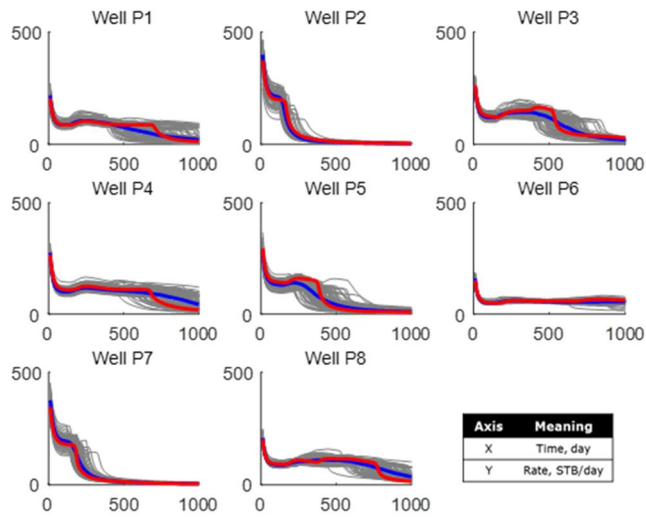 Well P1 Well P2 Well P3
500 500 500
0 0 0
0 500 1000 0 500 1000 0 500 1000
Well P4 Well P5 Well P6
500 500 500
0 0 0
0 500 1000 0 500 1000 0 500 1000
Well P7 Well P8
500 500
Axis Meaning
X Time, day
Y Rate, STB/day
0 0
0 500 1000 0 500 1000